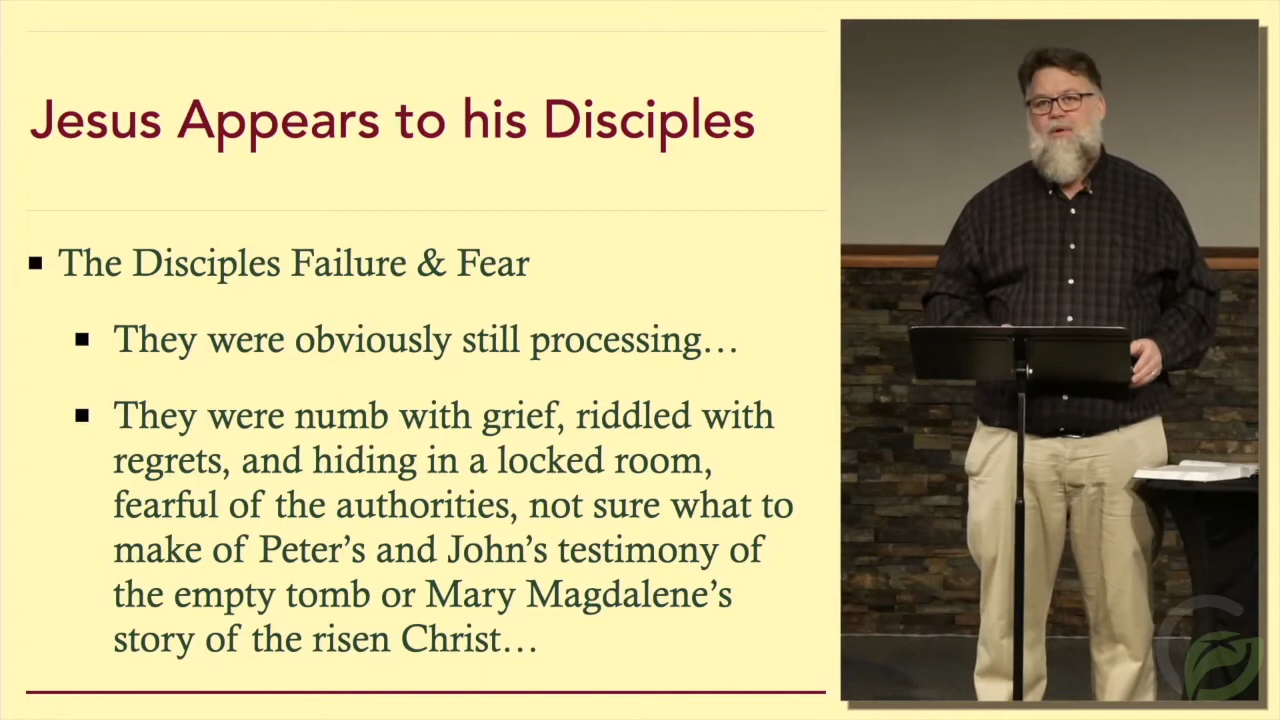 Jesus Appears to his Disciples
The Disciples Failure & Fear
They were obviously still processing…
They were numb with grief, riddled with
regrets, and hiding in a locked room,
fearful of the authorities, not sure what to
make of Peter’s and John’s testimony of
the empty tomb or Mary Magdalene’s
story of the risen Christ…